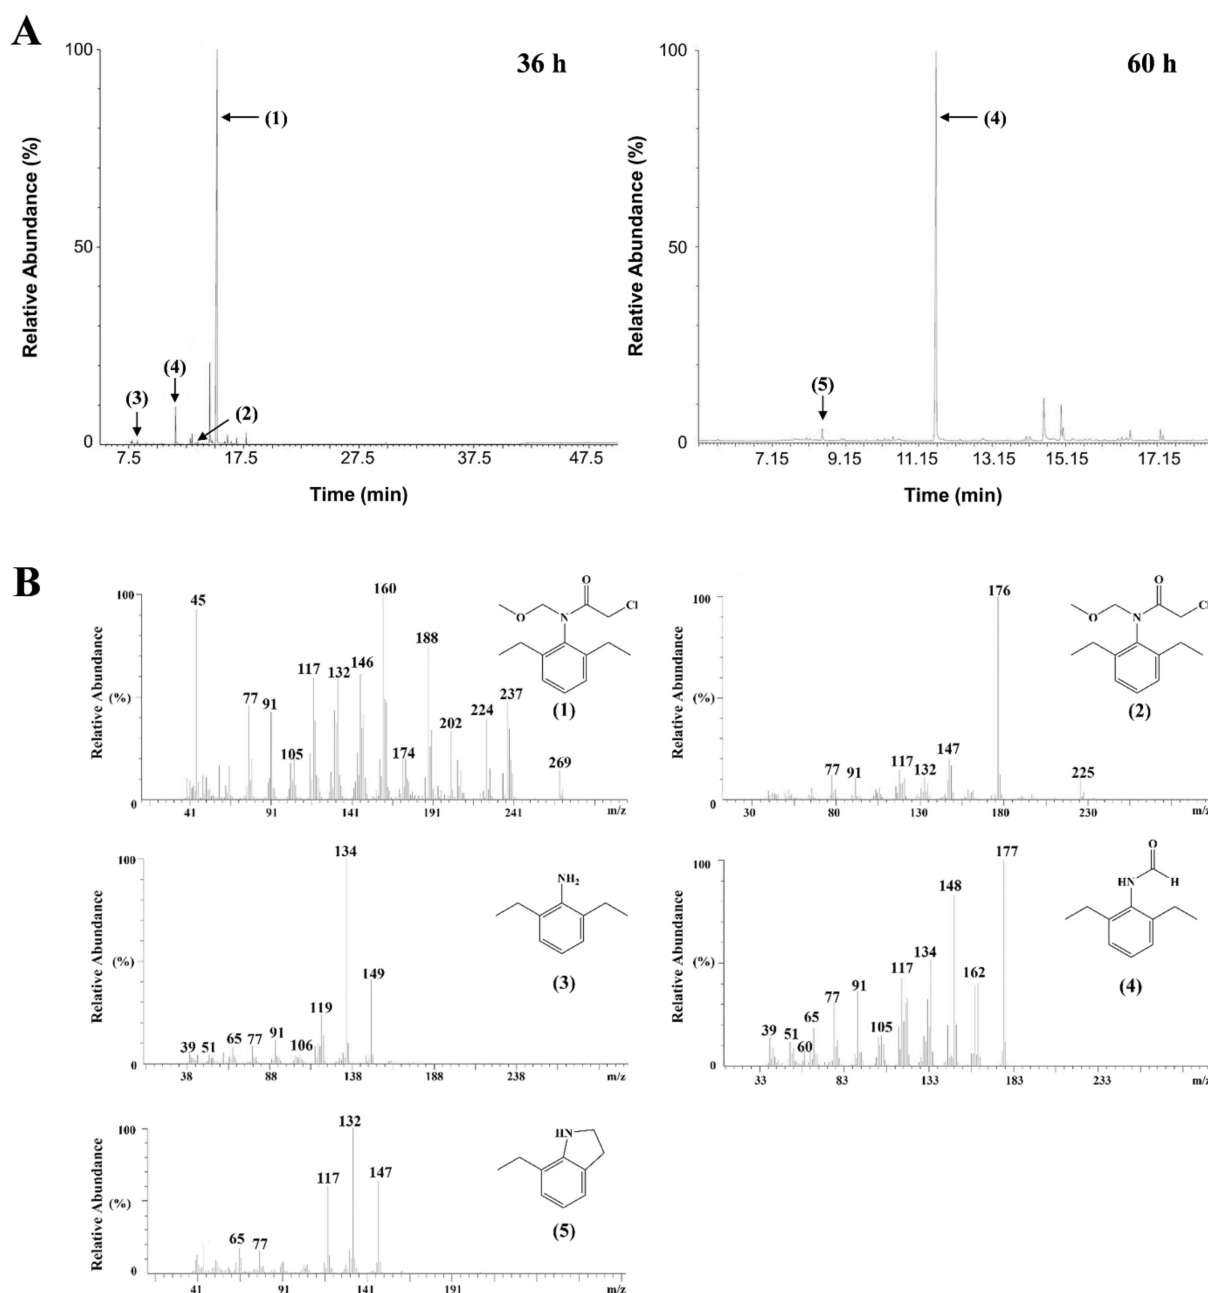 A
36 h
60 h
100
50
0
Relative Abundance (%)
(1)
(2)
(3)
(4)
7.5 17.5 27.5 37.5 47.5
Time (min)
100
50
0
Relative Abundance (%)
(4)
(5)
7.15 9.15 11.15 13.15 15.15 17.15
Time (min)
B
100
(%)
0
Relative Abundance
45 77 91 105 117 132 146 160 174 188 202 224 237 269
O
O
N
Cl
(1)
41 91 141 191 241 m/z
100
(%)
0
Relative Abundance
77 91 117 132 147 176 225
O
O
N
Cl
(2)
30 80 130 180 230 m/z
100
(%)
0
Relative Abundance
39 51 65 77 91 106 119 134 149
NH2
(3)
38 88 138 188 238 m/z
100
(%)
0
Relative Abundance
39 51 60 65 77 91 105 117 134 148 162 177
O
HN
H
(4)
33 83 133 183 233 m/z
100
(%)
0
Relative Abundance
65 77 117 132 147
HN
(5)
41 91 141 191 m/z